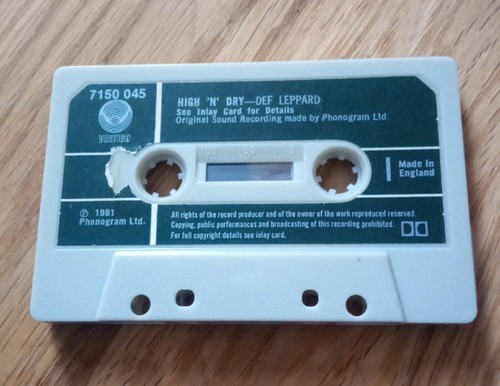 7150 045
vertigo
HIGH 'N' DRY—DEF LEPPARD
See Inlay Card for Details
Original Sound Recording made by Phonogram Ltd
Made in
England
℗ 1981
Phonogram Ltd.
All rights of the record producer and of the owner of the work reproduced reserved.
Copying, public performances and broadcasting of this recording prohibited.
For full copyright details see inlay card.